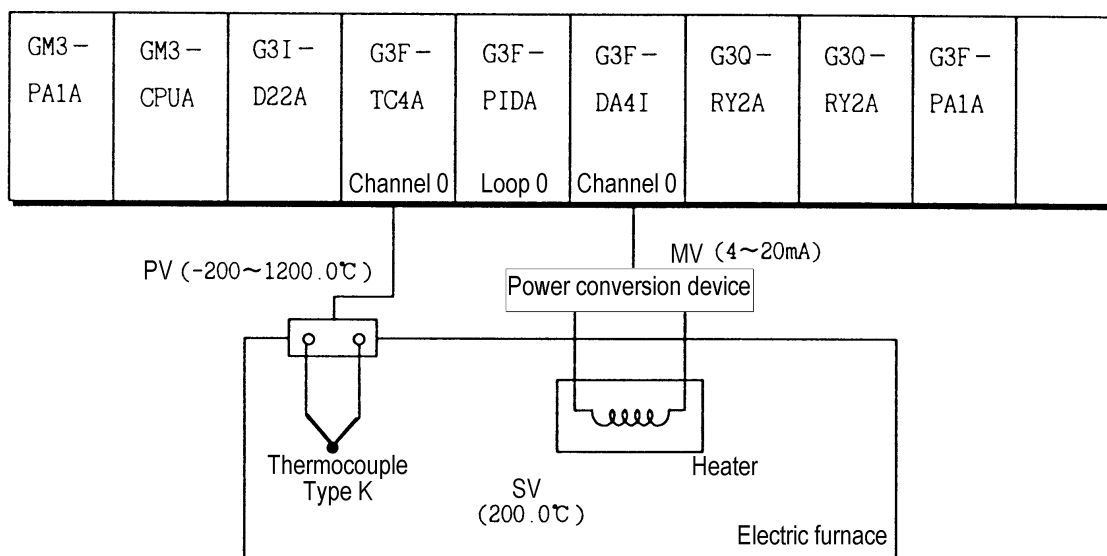 GM3- GM3- G3I- G3F- G3F- G3F- G3Q- G3Q- G3F-
PA1A CPUA D22A TC4A PIDA DA4I RY2A RY2A PA1A
Channel 0 Loop 0 Channel 0
PV (-200~1200.0℃)
MV (4~20mA)
Power conversion device
Thermocouple
Type K
Heater
SV
(200.0℃)
Electric furnace